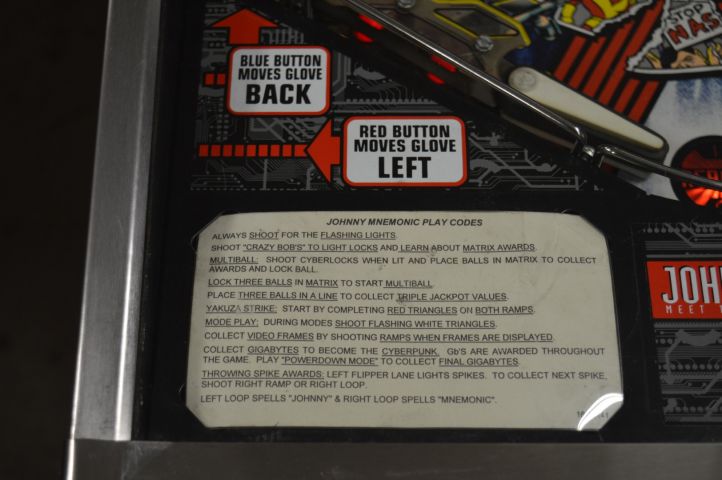 STOP
BLUE BUTTON
MOVES GLOVE
BACK
RED BUTTON
MOVES GLOVE
LEFT
JOHNNY MNEMONIC PLAY CODES
ALWAYS SHOOT FOR THE FLASHING LIGHTS.
SHOOT "CRAZY BOB'S" TO LIGHT LOCKS AND LEARN ABOUT MATRIX AWARDS.
MULTIBALL: SHOOT CYBERLOCKS WHEN LIT AND PLACE BALLS IN MATRIX TO COLLECT
AWARDS AND LOCK BALL.
LOCK THREE BALLS IN MATRIX TO START MULTIBALL.
PLACE THREE BALLS IN A LINE TO COLLECT TRIPLE JACKPOT VALUES.
YAKUZA STRIKE: START BY COMPLETING RED TRIANGLES ON BOTH RAMPS.
MODE PLAY: DURING MODES SHOOT FLASHING WHITE TRIANGLES.
COLLECT VIDEO FRAMES BY SHOOTING RAMPS WHEN FRAMES ARE DISPLAYED.
COLLECT GIGABYTES TO BECOME THE CYBERPUNK. Gb'S ARE AWARDED THROUGHOUT
THE GAME. PLAY "POWERDOWN MODE" TO COLLECT FINAL GIGABYTES.
THROWING SPIKE AWARDS: LEFT FLIPPER LANE LIGHTS SPIKES. TO COLLECT NEXT SPIKE,
SHOOT RIGHT RAMP OR RIGHT LOOP.
LEFT LOOP SPELLS "JOHNNY" & RIGHT LOOP SPELLS "MNEMONIC".
MEET